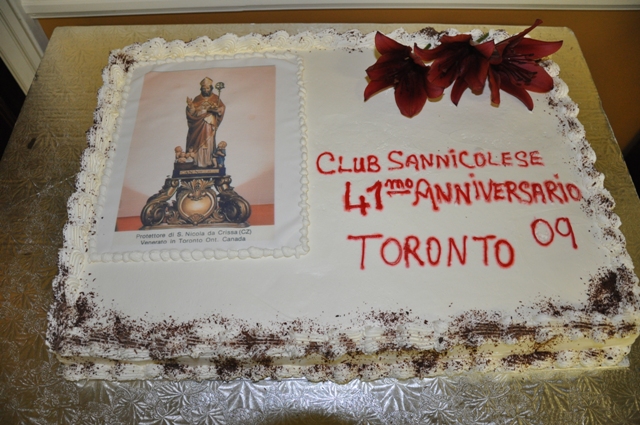 Protettore di S. Nicola da Crissa (CZ)
Venerato in Toronto Ont. Canada
CLUB SANNICOLESE
41mo ANNIVERSARIO
TORONTO 09